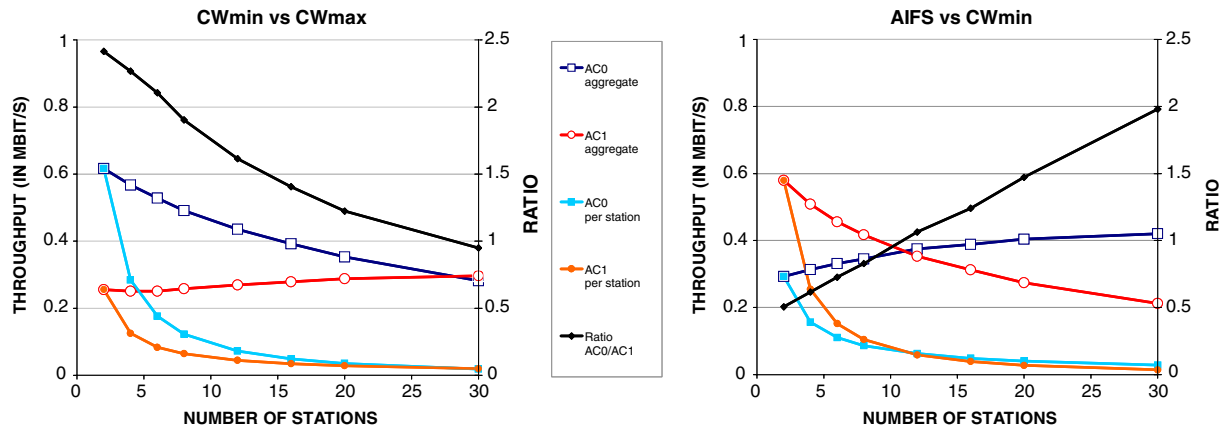 CWmin vs CWmax
THROUGHPUT (IN MBIT/S)
1
0.8
0.6
0.4
0.2
0
2.5
2
1.5
1
0.5
0
RATIO
0 5 10 15 20 25 30
NUMBER OF STATIONS
AC0
aggregate
AC1
aggregate
AC0
per station
AC1
per station
Ratio
AC0/AC1
AIFS vs CWmin
THROUGHPUT (IN MBIT/S)
1
0.8
0.6
0.4
0.2
0
2.5
2
1.5
1
0.5
0
RATIO
0 5 10 15 20 25 30
NUMBER OF STATIONS